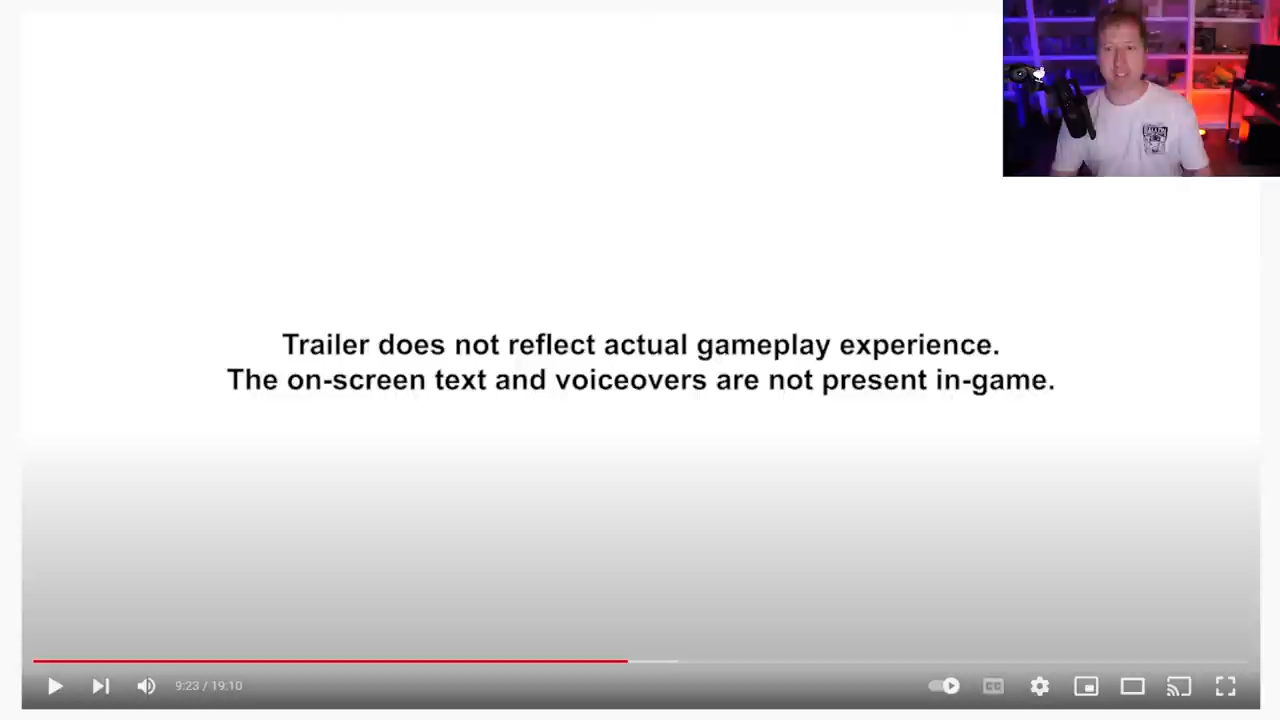 Trailer does not reflect actual gameplay experience.
The on-screen text and voiceovers are not present in-game.
9:23 / 19:10
CC